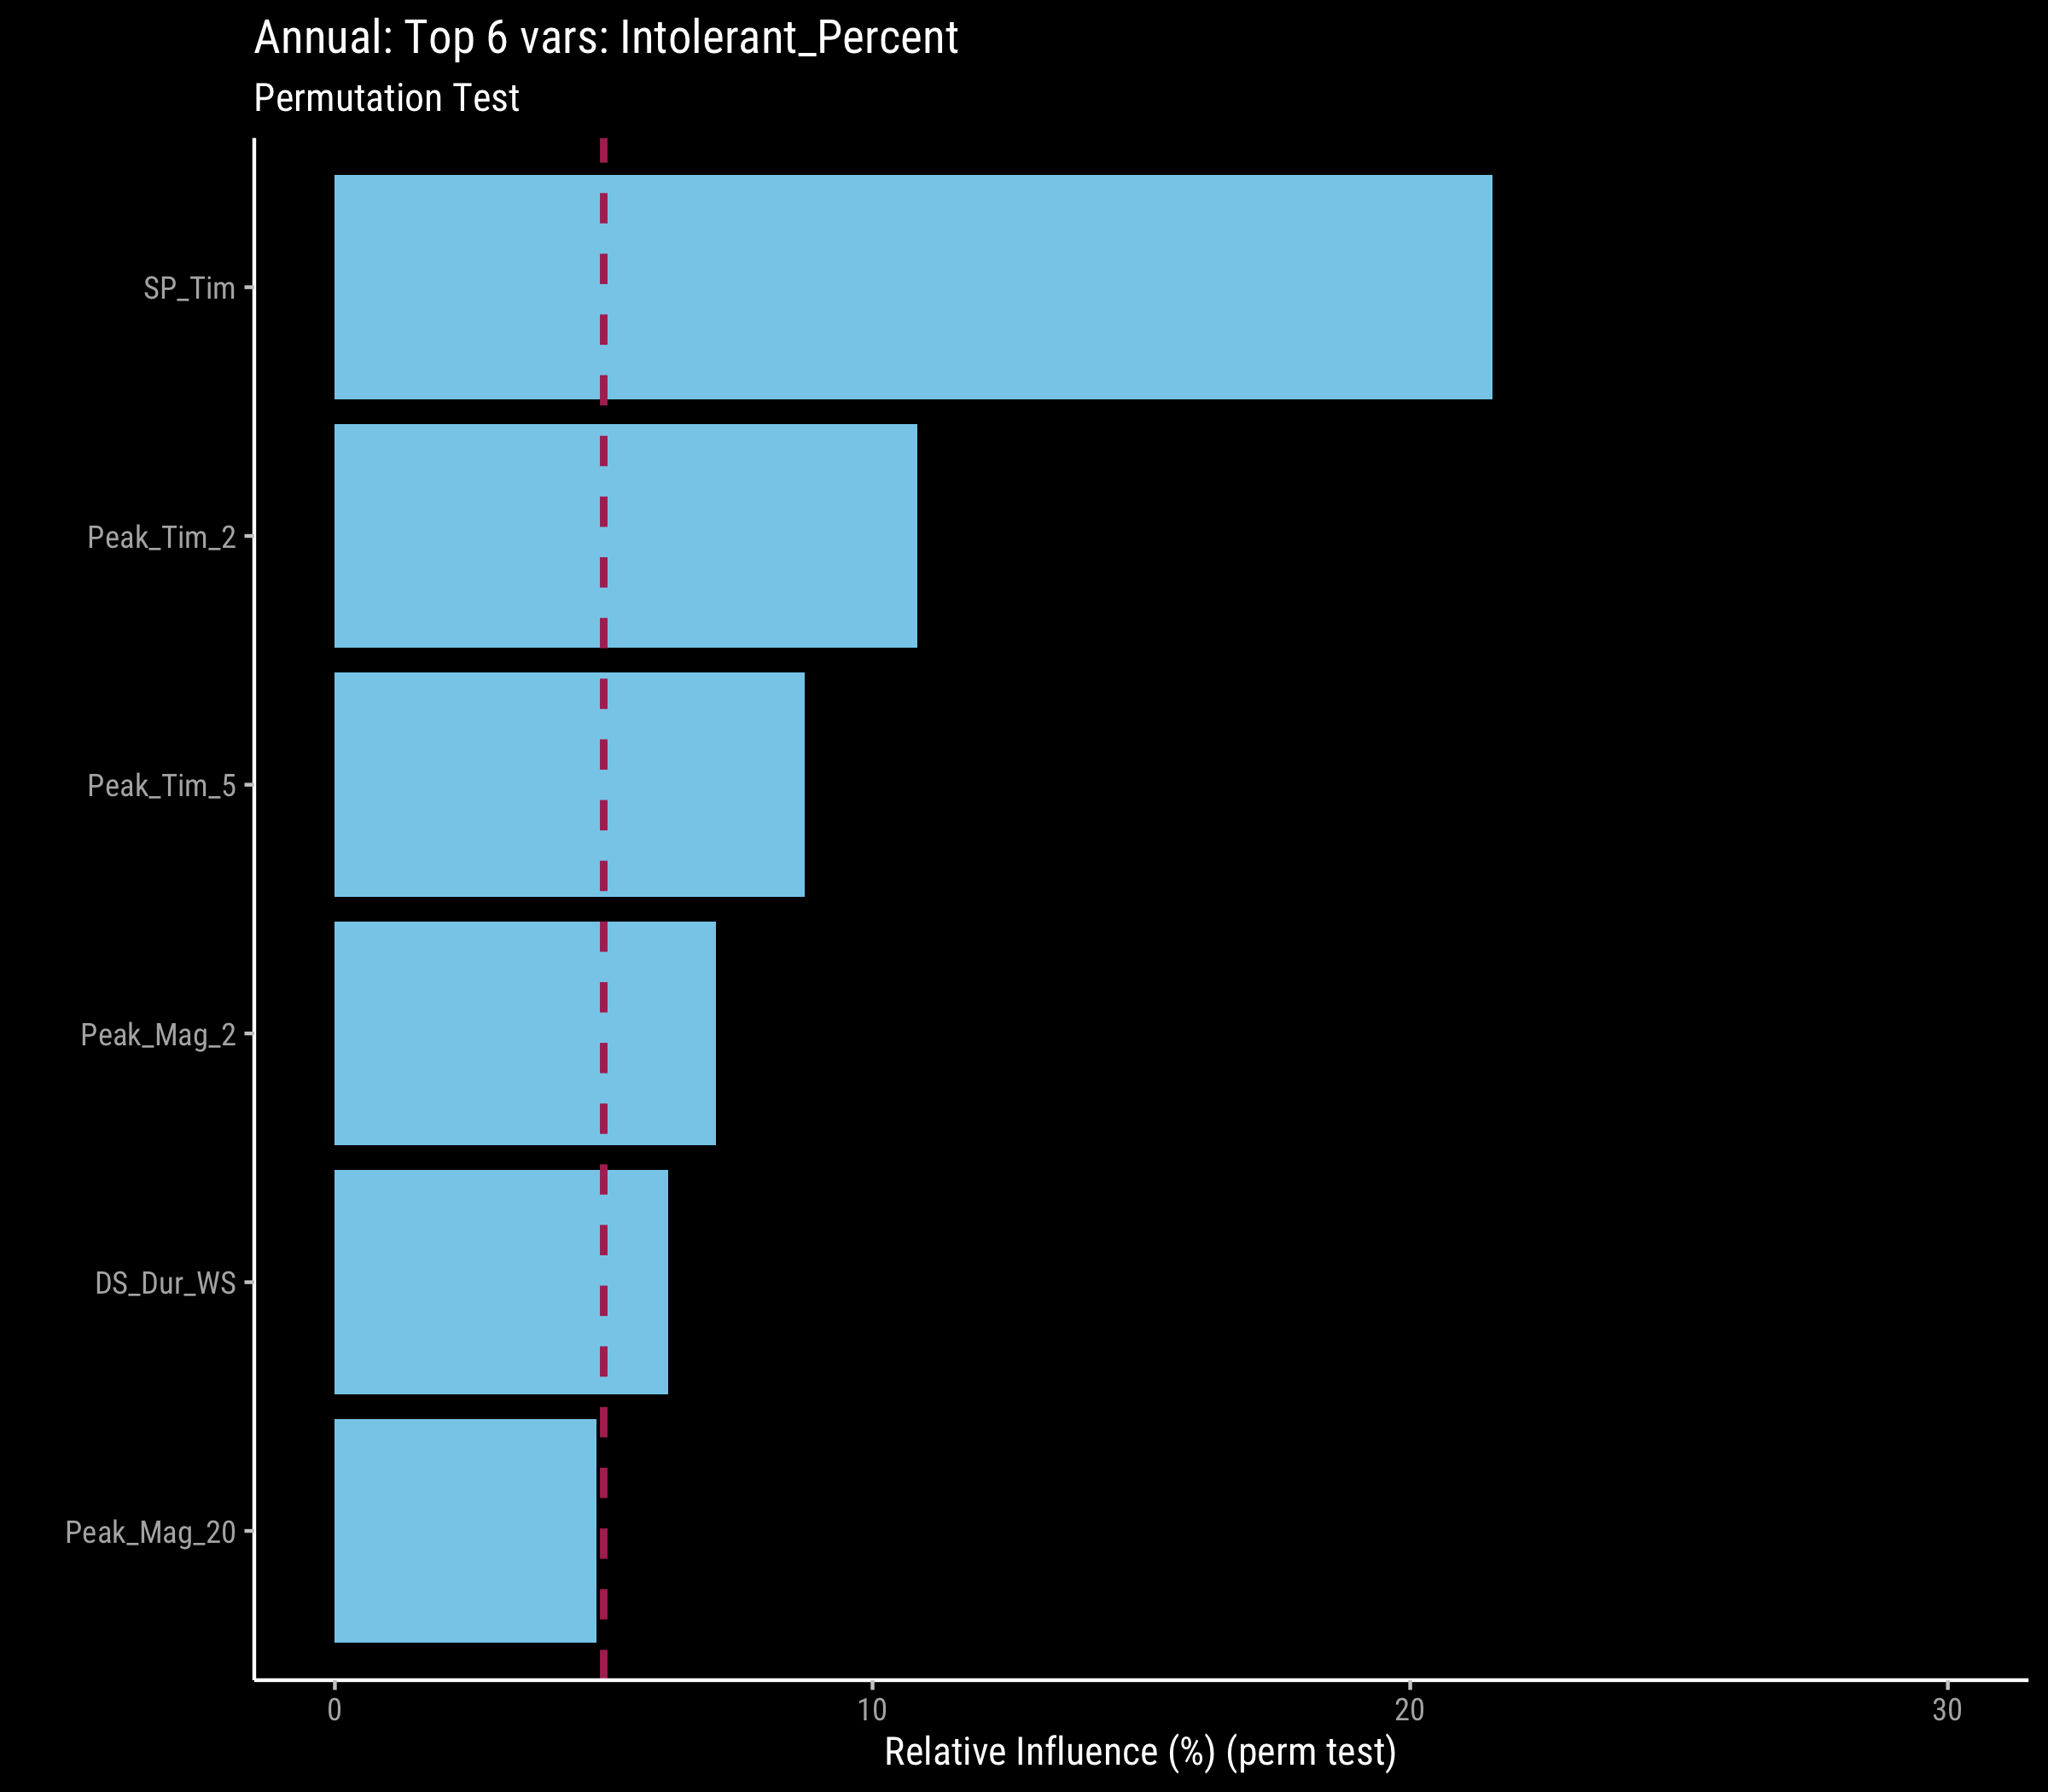 Annual: Top 6 vars: Intolerant_Percent
Permutation Test
SP_Tim
Peak_Tim_2
Peak_Tim_5
Peak_Mag_2
DS_Dur_WS
Peak_Mag_20
0 10 20 30
Relative Influence (%) (perm test)